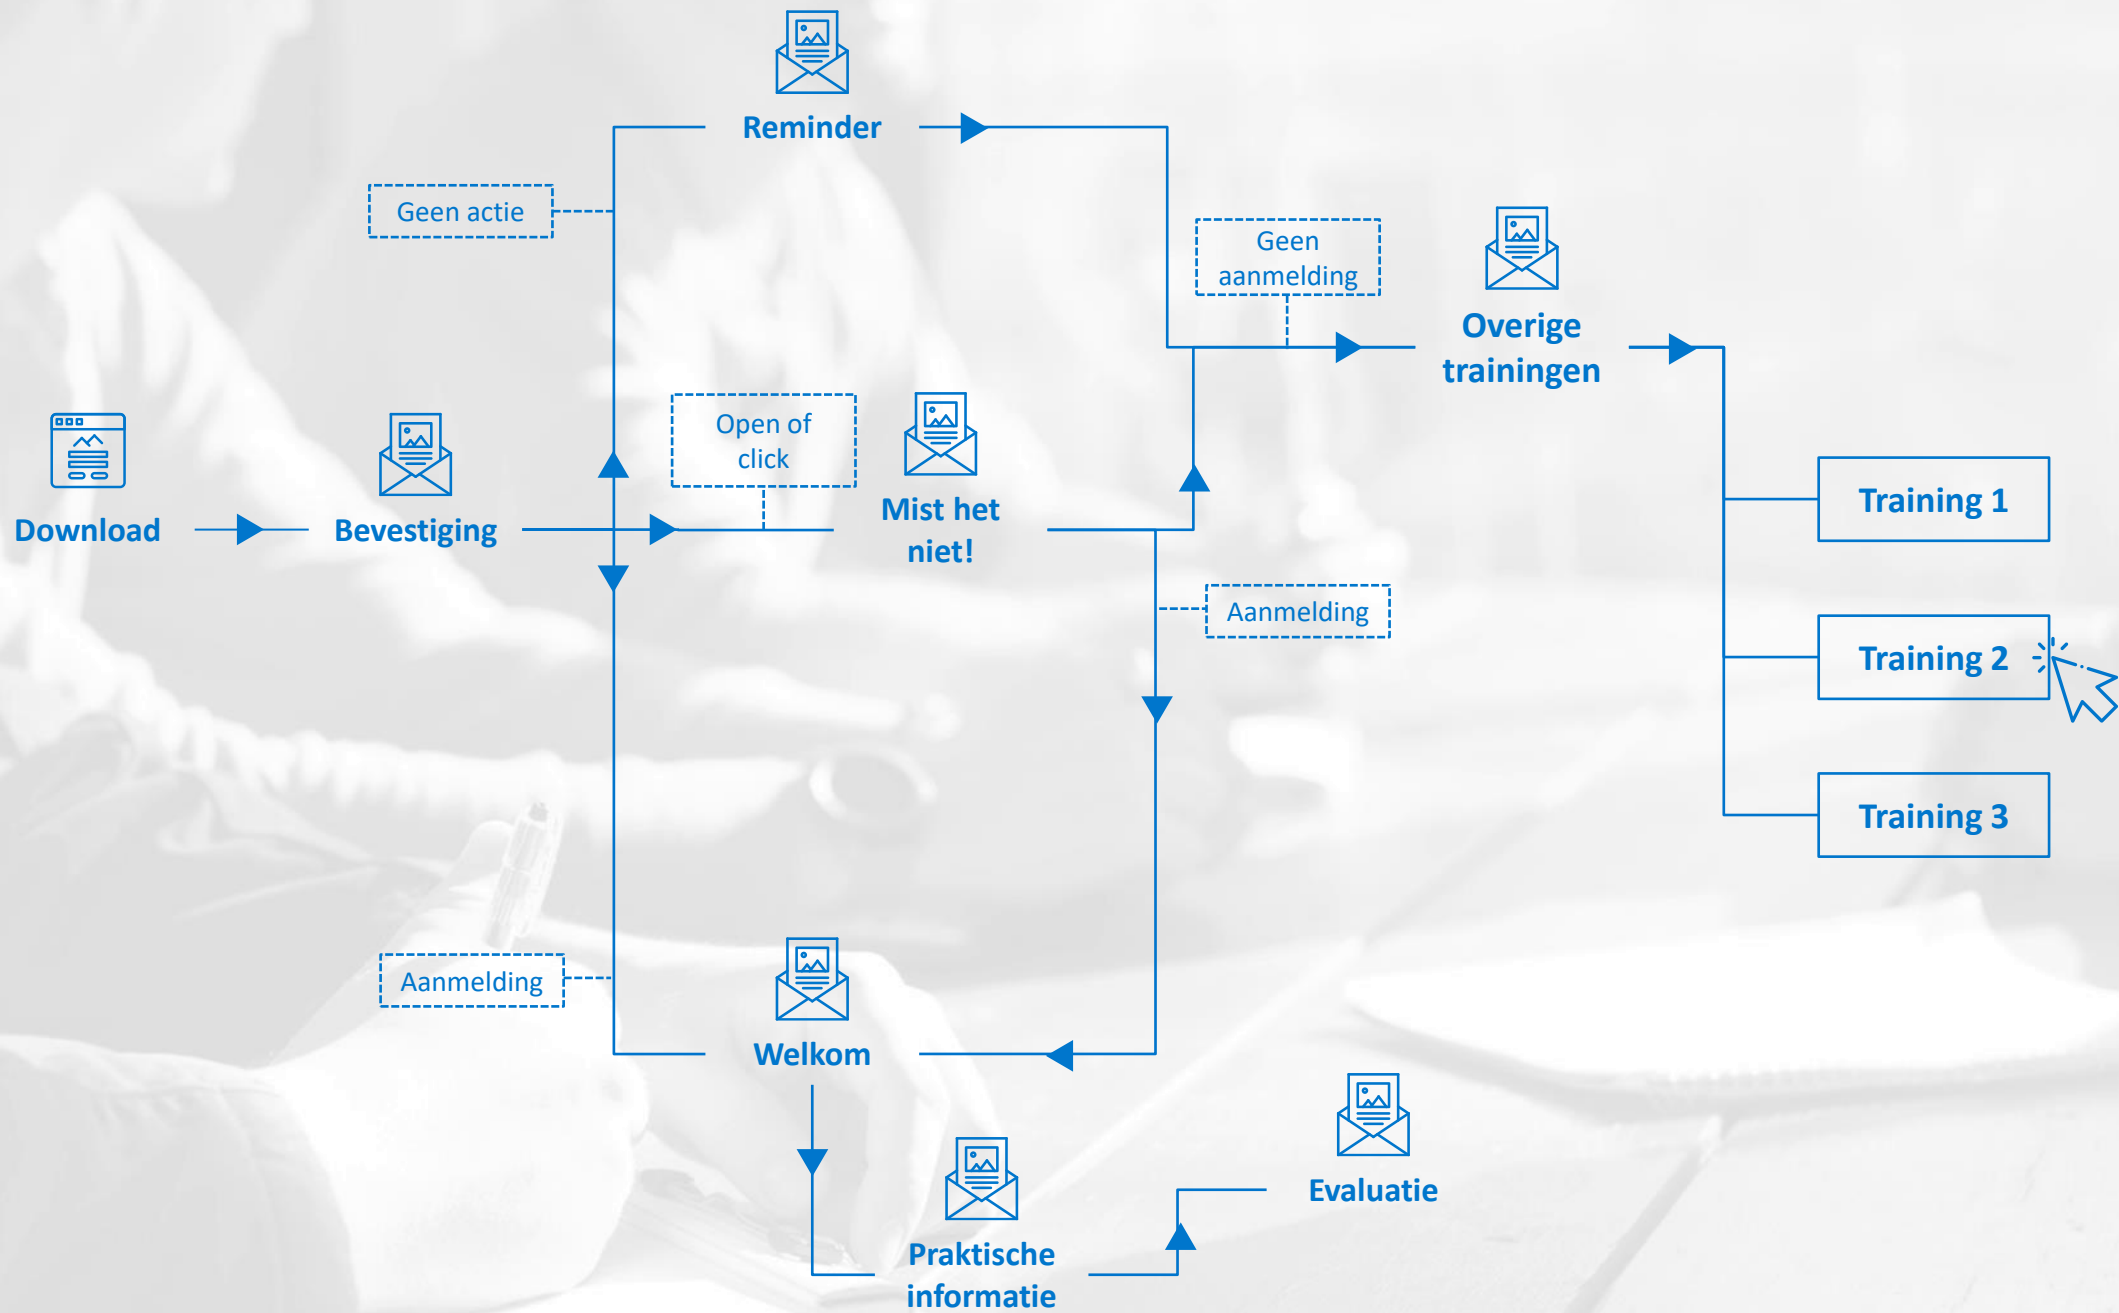 Reminder
Geen actie
Geen
aanmelding
Overige
trainingen
Open of
click
Mist het
niet!
Download
Bevestiging
Training 1
Aanmelding
Training 2
Training 3
Aanmelding
Welkom
Evaluatie
Praktische
informatie